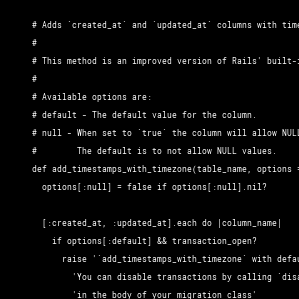 # Adds `created_at` and `updated_at` columns with time
#
# This method is an improved version of Rails' built-i
#
# Available options are:
# default - The default value for the column.
# null - When set to `true` the column will allow NULL
#        The default is to not allow NULL values.
def add_timestamps_with_timezone(table_name, options =
options[:null] = false if options[:null].nil?
[:created_at, :updated_at].each do |column_name|
if options[:default] && transaction_open?
raise '`add_timestamps_with_timezone` with defau
'You can disable transactions by calling `disa
'in the body of your migration class'